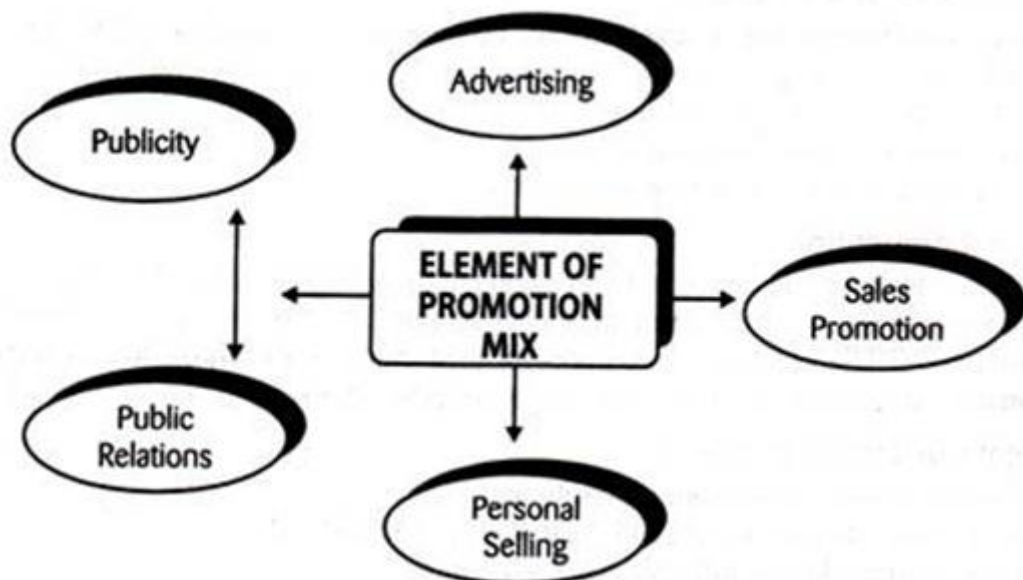 Advertising
Publicity
ELEMENT OF
PROMOTION
MIX
Sales
Promotion
Public
Relations
Personal
Selling